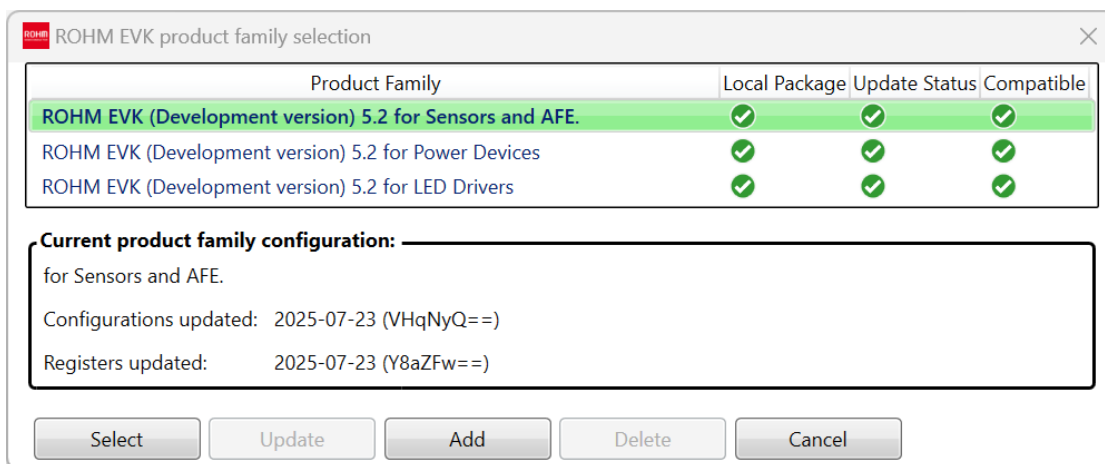 ROHM
ROHM EVK product family selection
Product Family Local Package Update Status Compatible
ROHM EVK (Development version) 5.2 for Sensors and AFE.
ROHM EVK (Development version) 5.2 for Power Devices
ROHM EVK (Development version) 5.2 for LED Drivers
Current product family configuration:
for Sensors and AFE.
Configurations updated: 2025-07-23 (VHqNyQ==)
Registers updated: 2025-07-23 (Y8aZFw==)
Select Update Add Delete Cancel